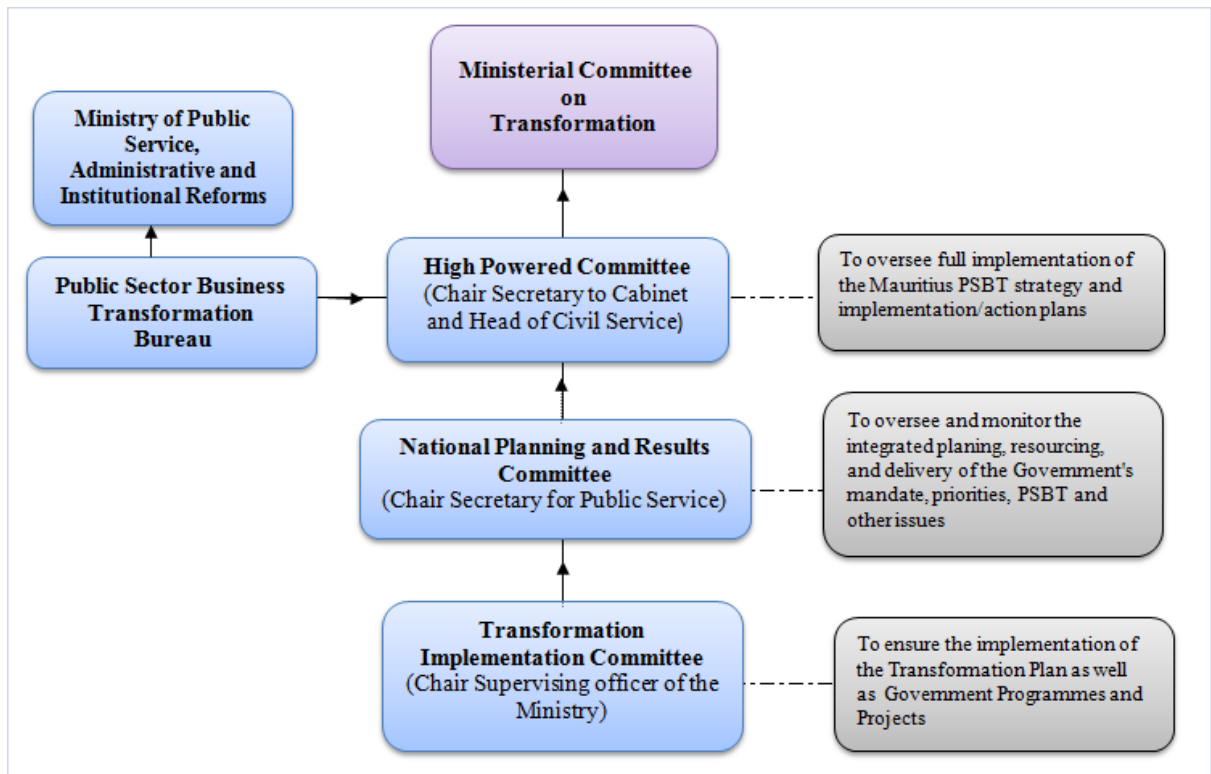 Ministerial Committee
on
Transformation
Ministry of Public
Service,
Administrative and
Institutional Reforms
High Powered Committee
(Chair Secretary to Cabinet
and Head of Civil Service)
To oversee full implementation of
the Mauritius PSBT strategy and
implementation/action plans
Public Sector Business
Transformation
Bureau
National Planning and Results
Committee
(Chair Secretary for Public Service)
To oversee and monitor the
integrated planing, resourcing,
and delivery of the Government's
mandate, priorities, PSBT and
other issues
Transformation
Implementation Committee
(Chair Supervising officer of the
Ministry)
To ensure the implementation of
the Transformation Plan as well
as Government Programmes and
Projects